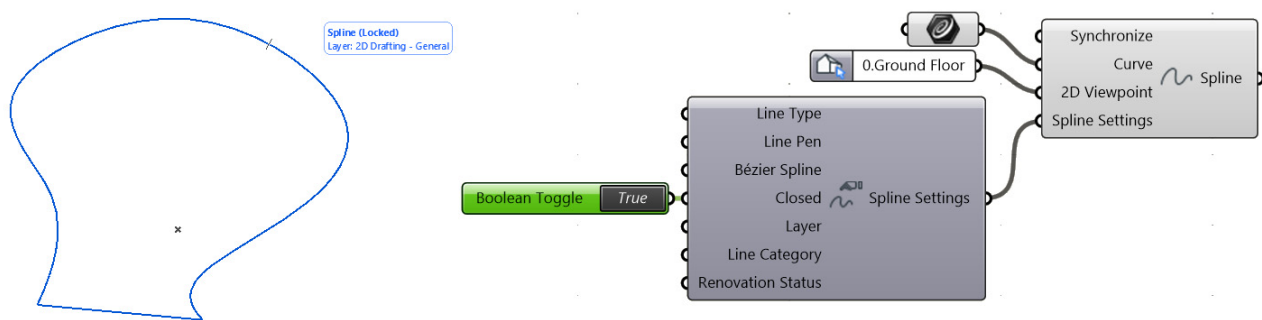 Spline (Locked)
Layer: 2D Drafting - General
0.Ground Floor
Synchronize
Curve
2D Viewpoint
Spline Settings
Spline
Line Type
Line Pen
Bézier Spline
Closed
Layer
Line Category
Renovation Status
Spline Settings
Boolean Toggle True